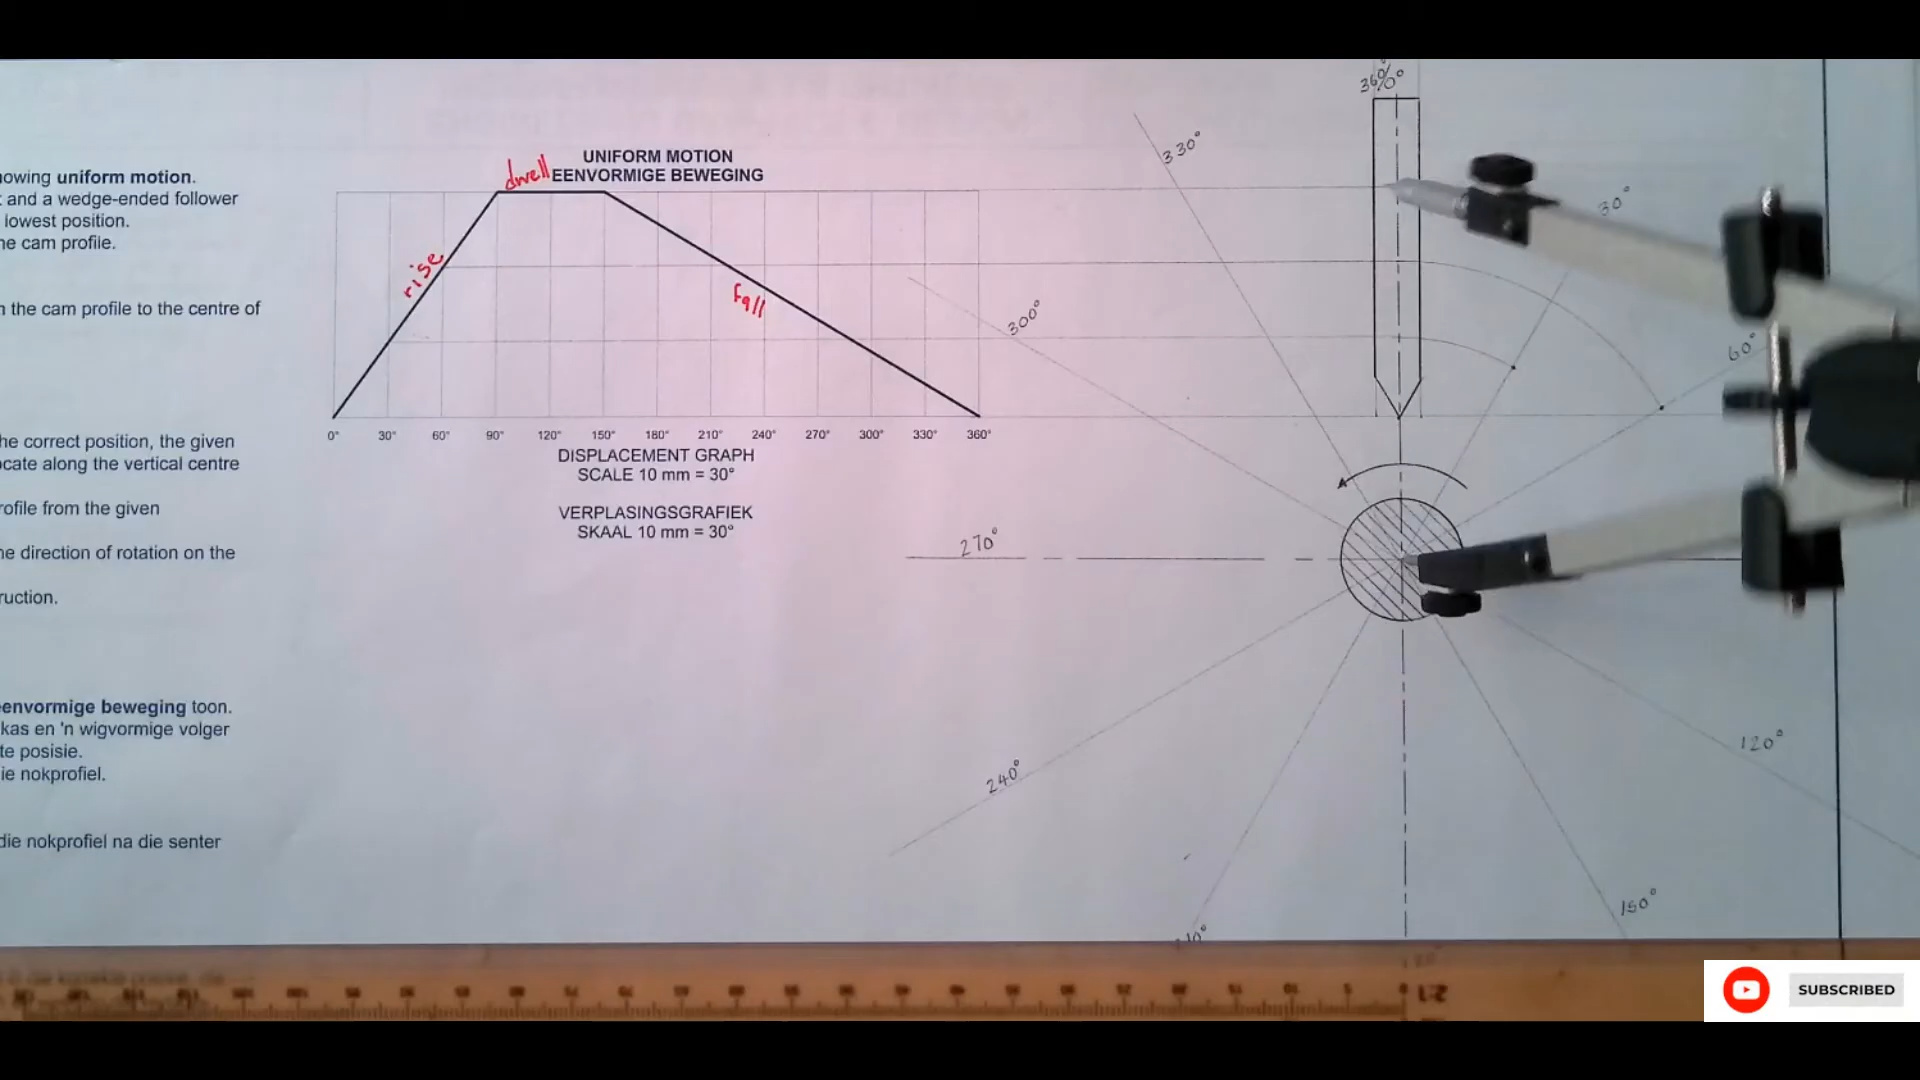 owing uniform motion.
and a wedge-ended follower
lowest position.
he cam profile.
the cam profile to the centre of
he correct position, the given
ocate along the vertical centre
rofile from the given
he direction of rotation on the
ruction.
eenvormige beweging toon.
kas en 'n wigvormige volger
te posisie.
ie nokprofiel.
die nokprofiel na die senter
UNIFORM MOTION
EENVORMIGE BEWEGING
dwell
rise
fall
0° 30° 60° 90° 120° 150° 180° 210° 240° 270° 300° 330° 360°
DISPLACEMENT GRAPH
SCALE 10 mm = 30°
VERPLASINGSGRAFIEK
SKAAL 10 mm = 30°
330°
30°
300°
60°
270°
240°
120°
150°
2:1
SUBSCRIBED